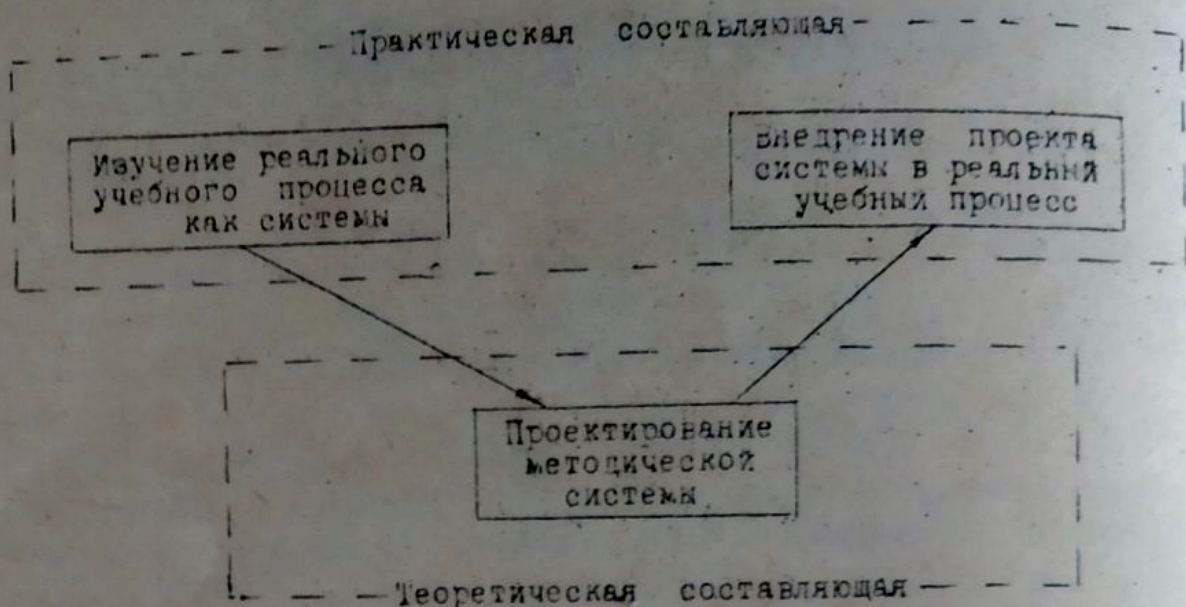 Практическая составляющая
Изучение реального
учебного процесса
как системы
Внедрение проекта
системы в реальный
учебный процесс
Проектирование
методической
системы
Теоретическая составляющая